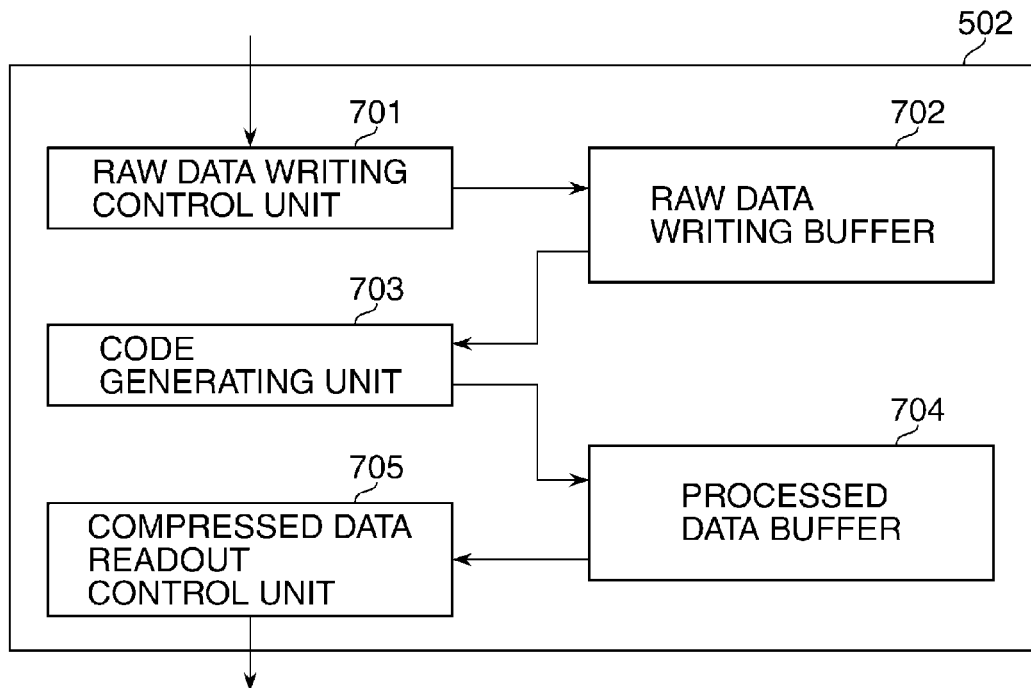 502
701
RAW DATA WRITING
CONTROL UNIT
702
RAW DATA
WRITING BUFFER
703
CODE
GENERATING UNIT
704
PROCESSED
DATA BUFFER
705
COMPRESSED DATA
READOUT
CONTROL UNIT